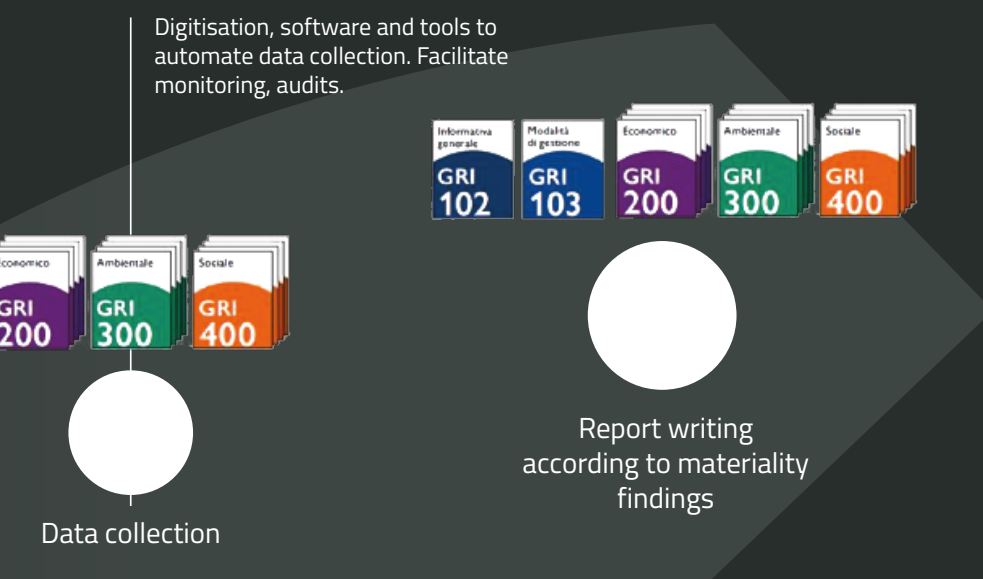 Digitisation, software and tools to
automate data collection. Facilitate
monitoring, audits.
Informativa
generale
GRI
102
Modalità
di gestione
GRI
103
Economico
GRI
200
Ambientale
GRI
300
Sociale
GRI
400
Economico
GRI
200
Ambientale
GRI
300
Sociale
GRI
400
Report writing
according to materiality
findings
Data collection